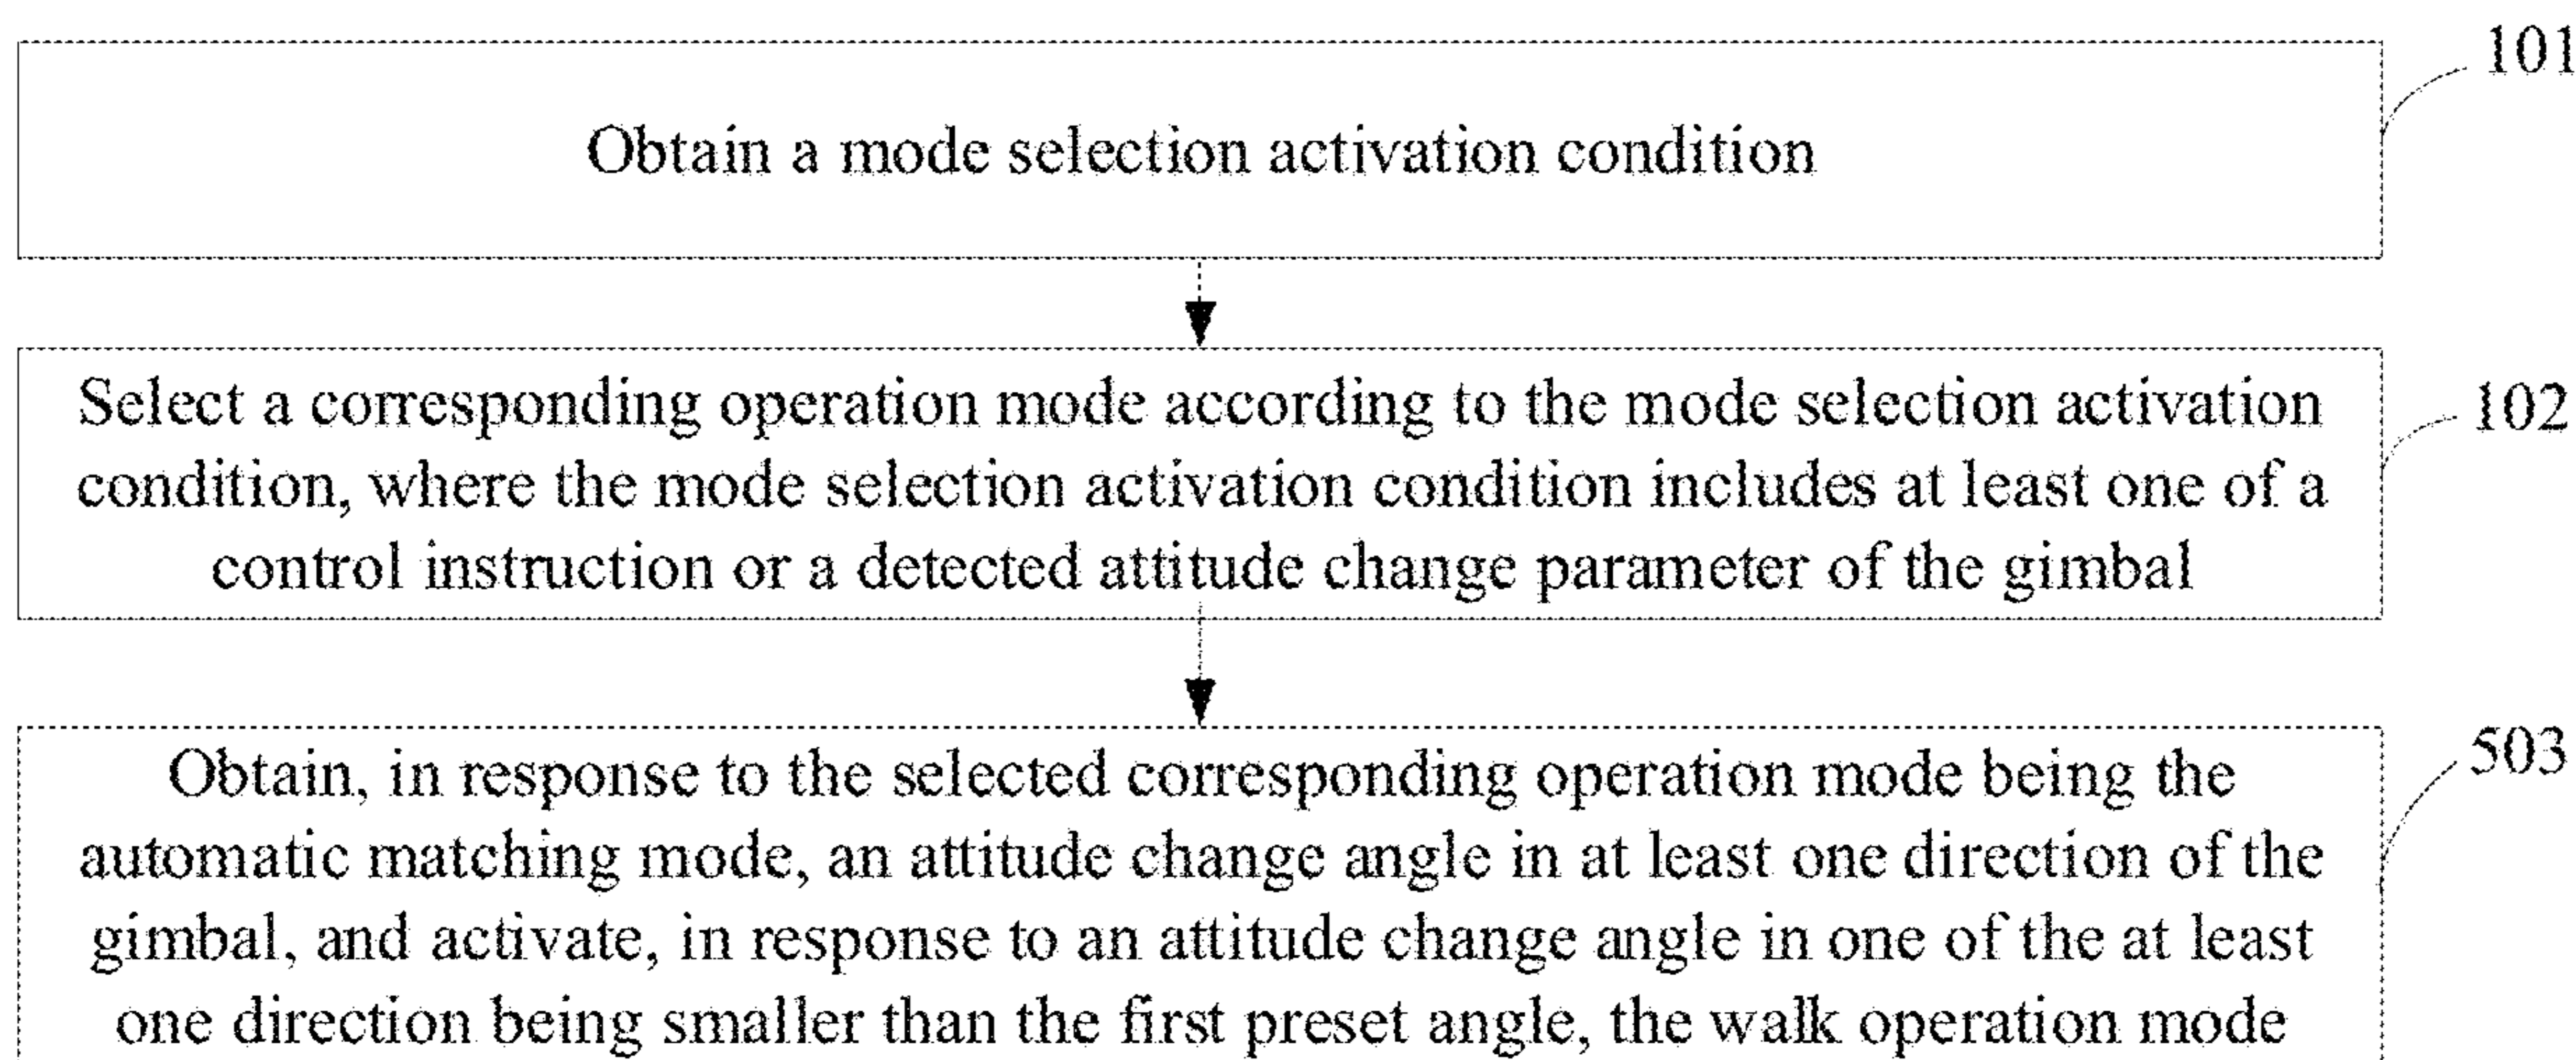 101
Obtain a mode selection activation condition
Select a corresponding operation mode according to the mode selection activation
102
condition, where the mode selection activation condition includes at least one of a
control instruction or a detected attitude change parameter of the gimbal
503
Obtain, in response to the selected corresponding operation mode being the
automatic matching mode, an attitude change angle in at least one direction of the
gimbal, and activate, in response to an attitude change angle in one of the at least
one direction being smaller than the first preset angle, the walk operation mode